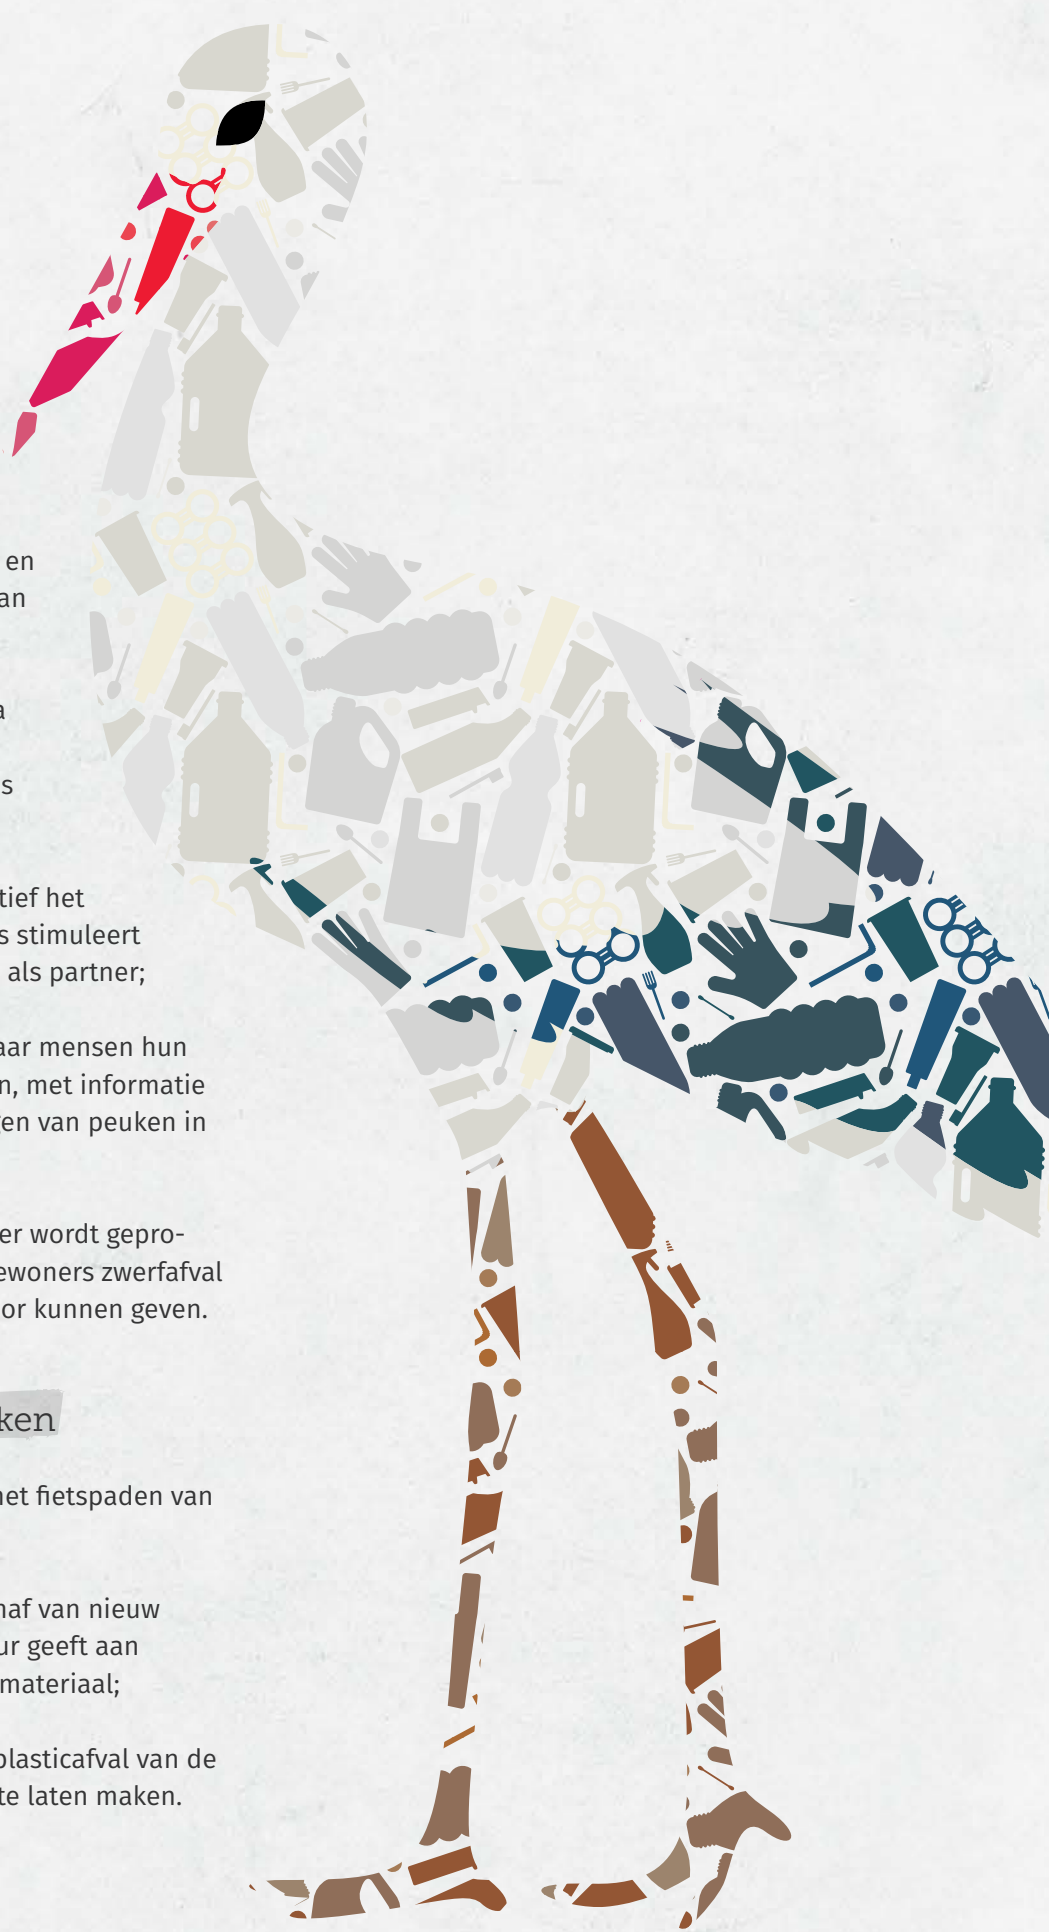 en
an
a
s
tief het
s stimuleert
als partner;
aar mensen hun
n, met informatie
gen van peuken in
er wordt gepro-
ewoners zwerfafval
or kunnen geven.
ken
net fietspaden van
haf van nieuw
ur geeft aan
materiaal;
plasticafval van de
te laten maken.